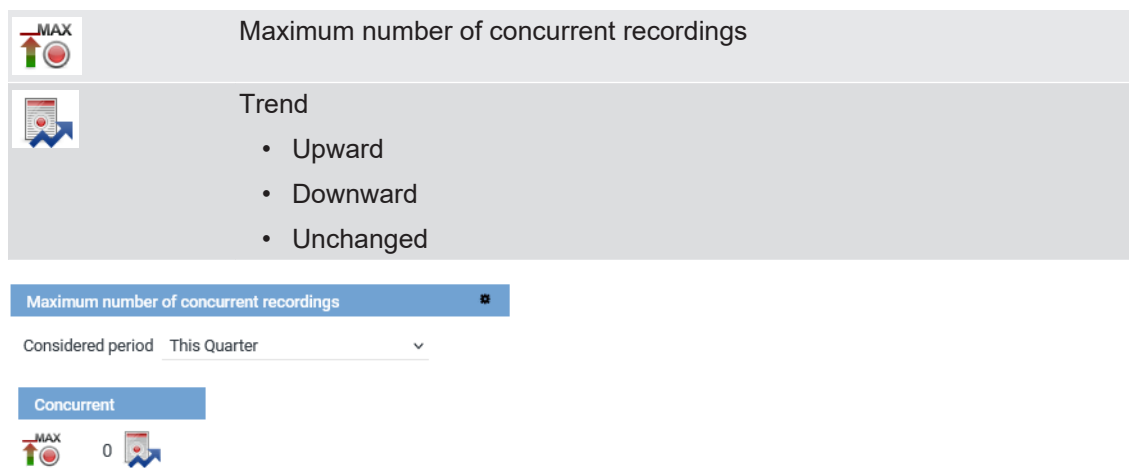 MAX
Maximum number of concurrent recordings
Trend
• Upward
• Downward
• Unchanged
Maximum number of concurrent recordings
Considered period This Quarter
Concurrent
MAX
0